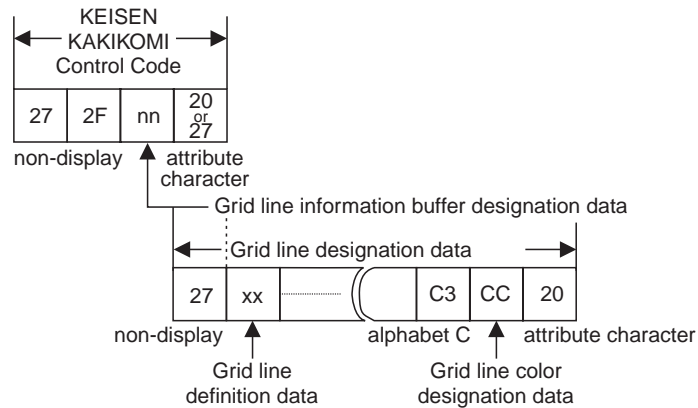 KEISEN
KAKIKOMI
Control Code
27 2F nn 20 or 27
non-display attribute character
Grid line information buffer designation data
Grid line designation data
27 xx C3 CC 20
non-display alphabet C attribute character
Grid line definition data
Grid line color designation data